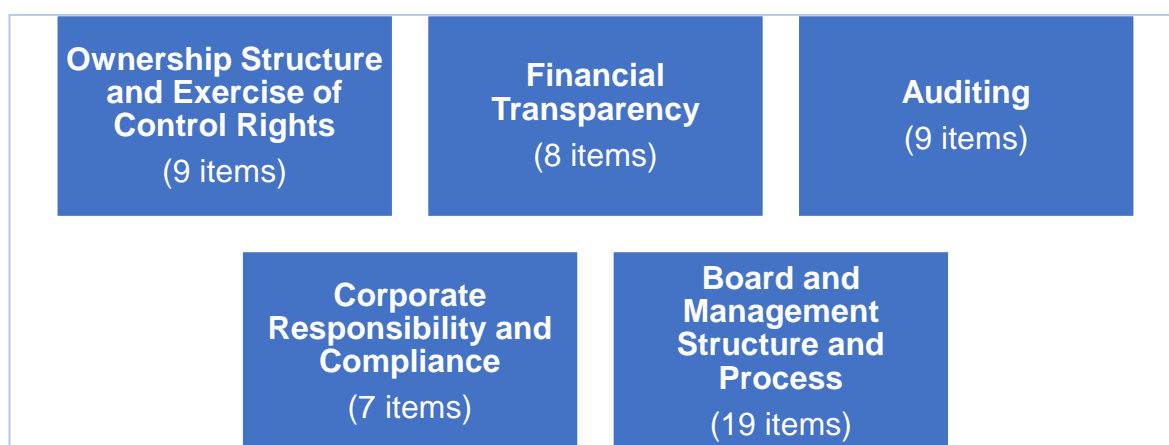 Ownership Structure
and Exercise of
Control Rights
(9 items)
Financial
Transparency
(8 items)
Auditing
(9 items)
Corporate
Responsibility and
Compliance
(7 items)
Board and
Management
Structure and
Process
(19 items)